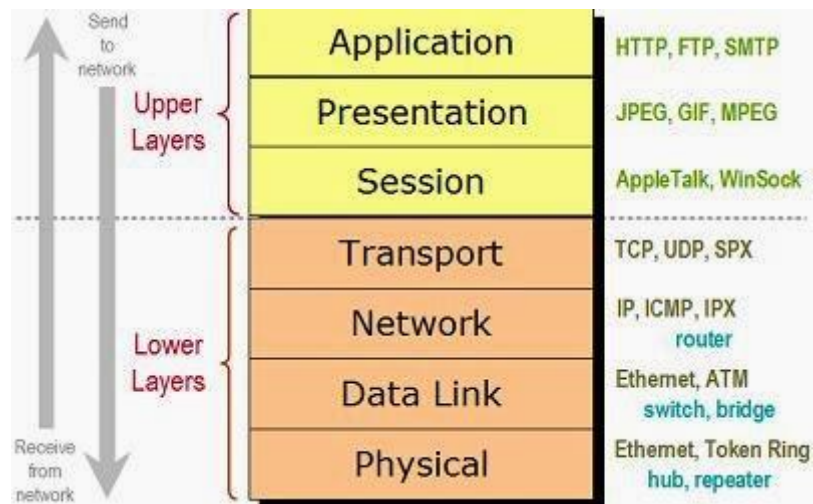 Send
to
network
Upper
Layers
Application
HTTP, FTP, SMTP
Presentation
JPEG, GIF, MPEG
Session
AppleTalk, WinSock
Lower
Layers
Transport
TCP, UDP, SPX
Network
IP, ICMP, IPX
router
Data Link
Ethernet, ATM
switch, bridge
Physical
Ethernet, Token Ring
hub, repeater
Receive
from
network